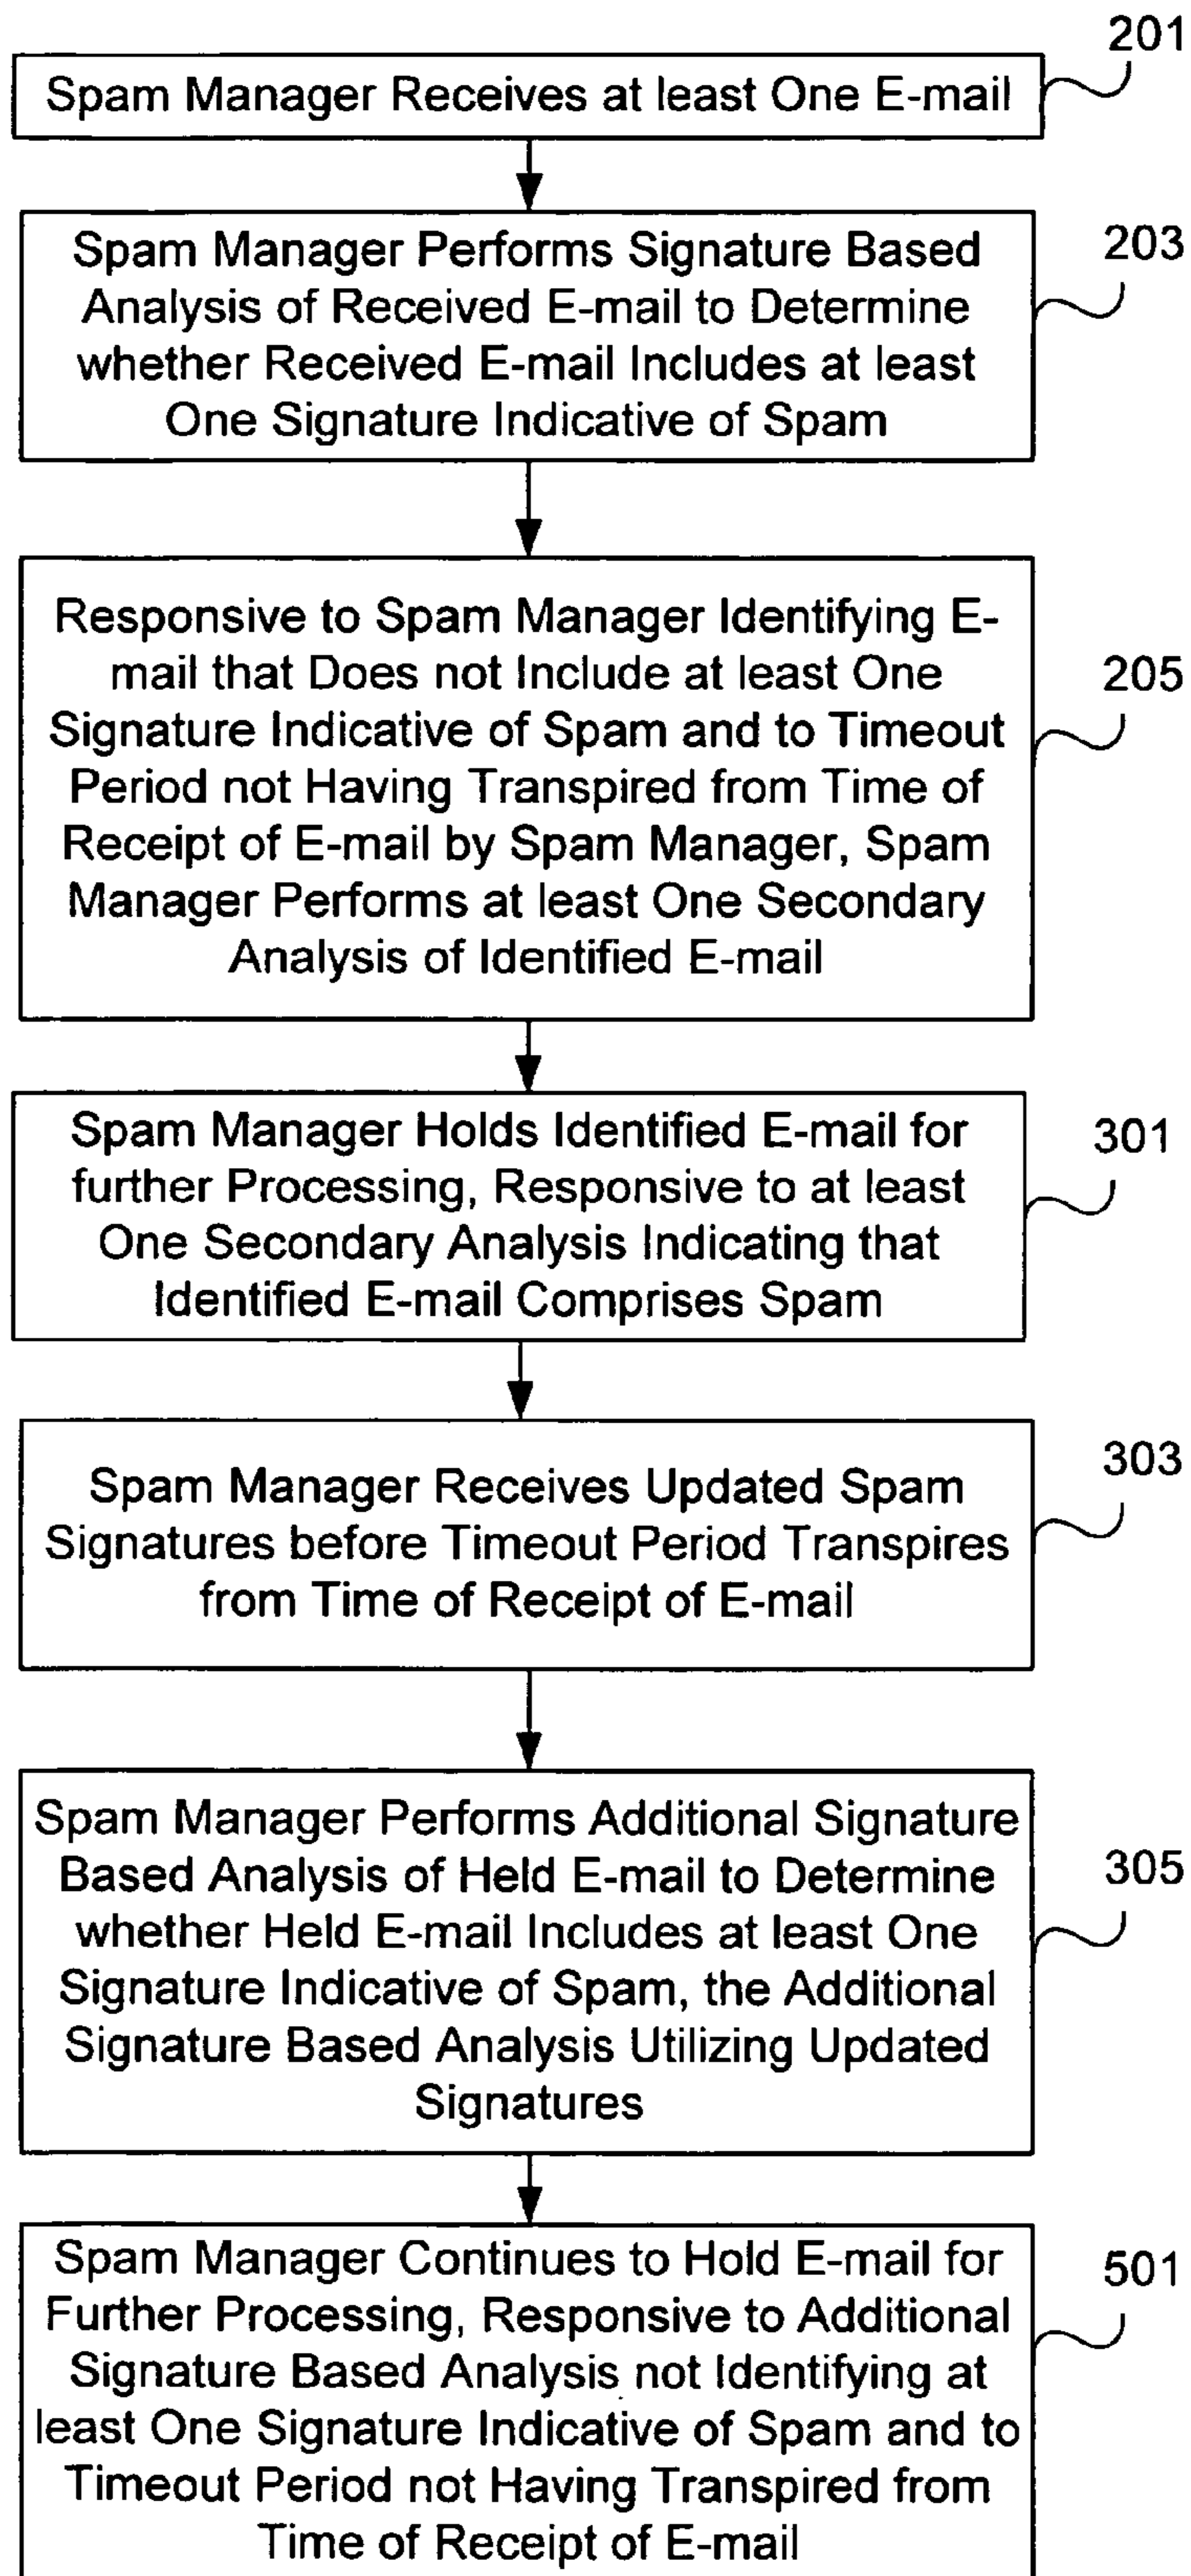 201
Spam Manager Receives at least One E-mail
203
Spam Manager Performs Signature Based
Analysis of Received E-mail to Determine
whether Received E-mail Includes at least
One Signature Indicative of Spam
205
Responsive to Spam Manager Identifying E-
mail that Does not Include at least One
Signature Indicative of Spam and to Timeout
Period not Having Transpired from Time of
Receipt of E-mail by Spam Manager, Spam
Manager Performs at least One Secondary
Analysis of Identified E-mail
301
Spam Manager Holds Identified E-mail for
further Processing, Responsive to at least
One Secondary Analysis Indicating that
Identified E-mail Comprises Spam
303
Spam Manager Receives Updated Spam
Signatures before Timeout Period Transpires
from Time of Receipt of E-mail
305
Spam Manager Performs Additional Signature
Based Analysis of Held E-mail to Determine
whether Held E-mail Includes at least One
Signature Indicative of Spam, the Additional
Signature Based Analysis Utilizing Updated
Signatures
501
Spam Manager Continues to Hold E-mail for
Further Processing, Responsive to Additional
Signature Based Analysis not Identifying at
least One Signature Indicative of Spam and to
Timeout Period not Having Transpired from
Time of Receipt of E-mail